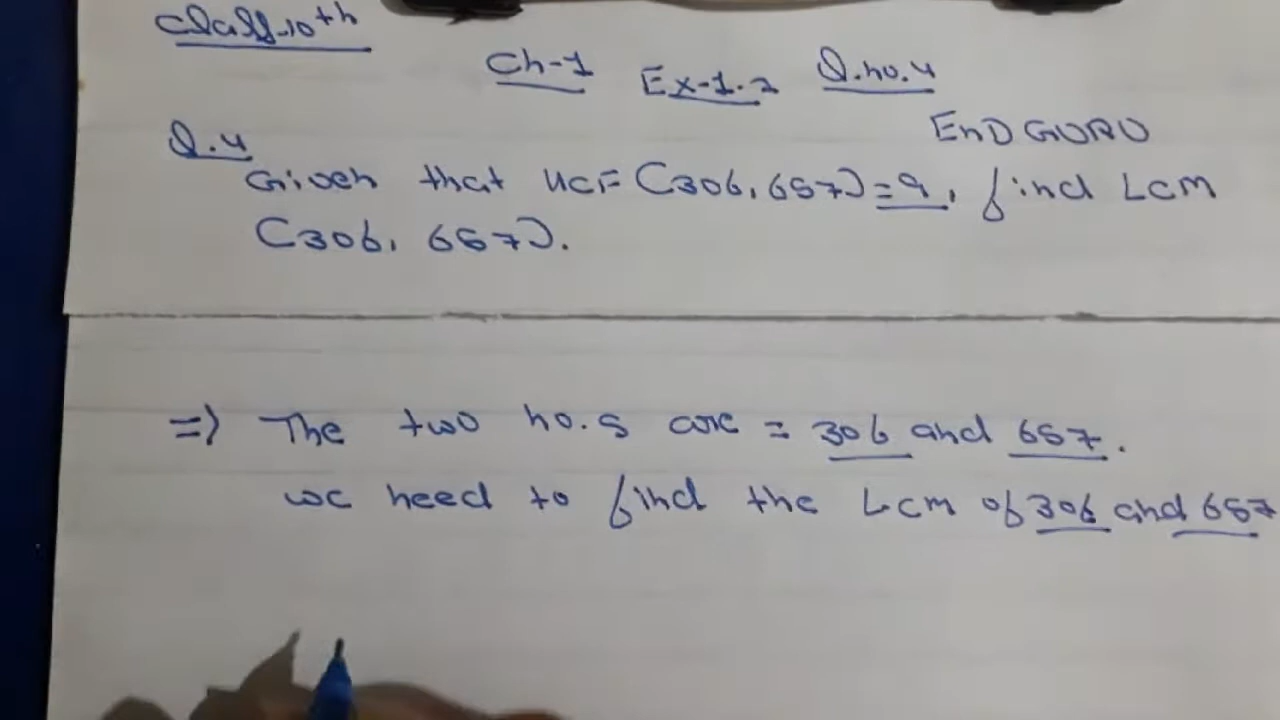 Class-10th
Ch-1 Ex-1.2 Q.no.4
END GURU
Q.4
Given that HCF (306, 657) = 9, find LCM
(306, 657).
=> The two no.s are = 306 and 657.
we need to find the LCM of 306 and 657